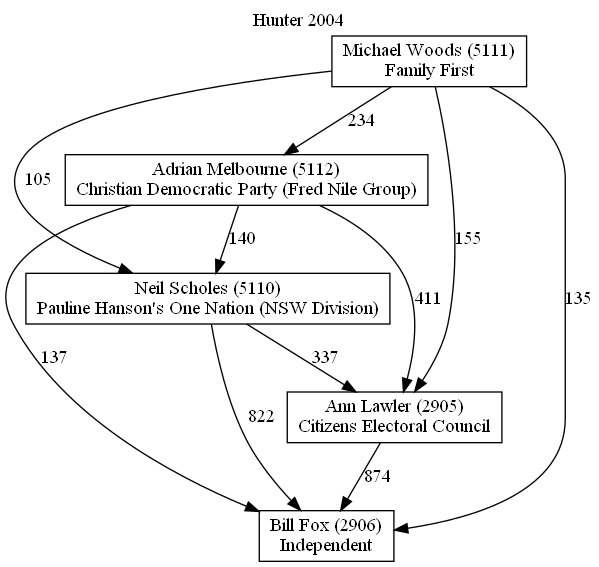 Hunter 2004
Michael Woods (5111)
Family First
234
Adrian Melbourne (5112)
Christian Democratic Party (Fred Nile Group)
105
140
155
Neil Scholes (5110)
Pauline Hanson's One Nation (NSW Division)
411
135
137
337
Ann Lawler (2905)
Citizens Electoral Council
822
874
Bill Fox (2906)
Independent